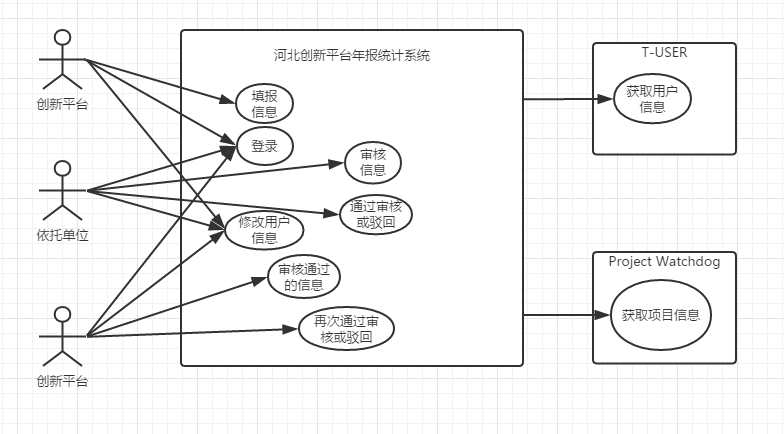 河北创新平台年报统计系统
T-USER
创新平台
填报
信息
获取用户
信息
登录
审核
信息
依托单位
通过审核
或驳回
修改用户
信息
审核通过
的信息
Project Watchdog
获取项目信息
再次通过审
核或驳回
创新平台